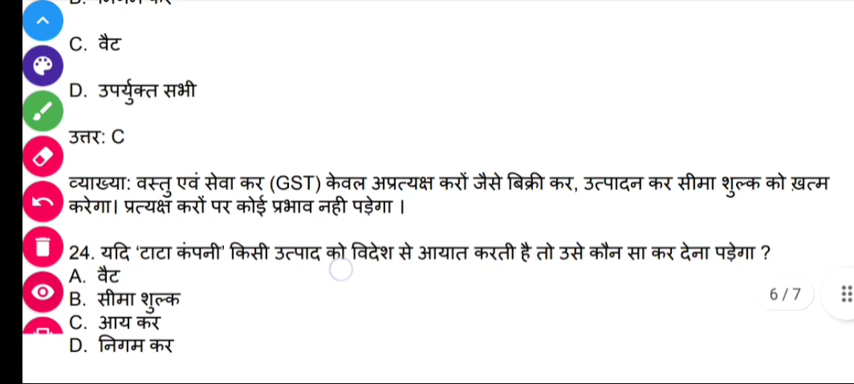 C. वैट
D. उपर्युक्त सभी
उत्तर: C
व्याख्या: वस्तु एवं सेवा कर (GST) केवल अप्रत्यक्ष करों जैसे बिक्री कर, उत्पादन कर सीमा शुल्क को ख़त्म
करेगा। प्रत्यक्ष करों पर कोई प्रभाव नही पड़ेगा ।
24. यदि ‘टाटा कंपनी’ किसी उत्पाद को विदेश से आयात करती है तो उसे कौन सा कर देना पड़ेगा ?
A. वैट
B. सीमा शुल्क
6 / 7
C. आय कर
D. निगम कर